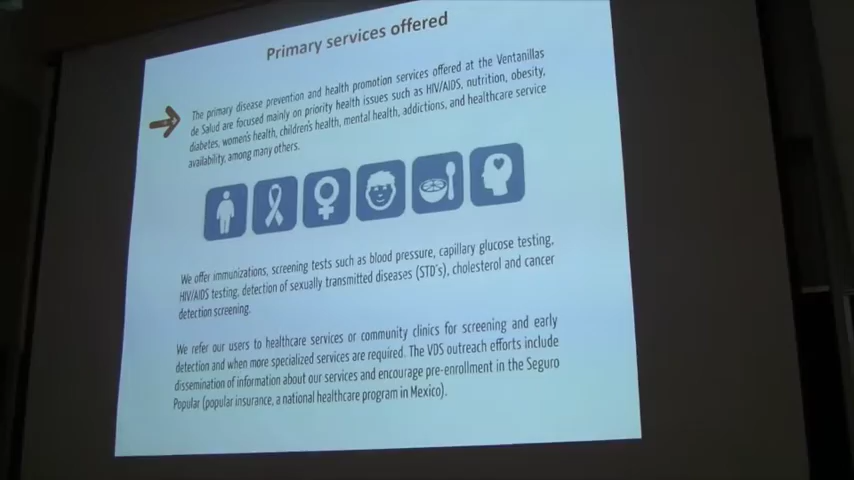 Primary services offered
The primary disease prevention and health promotion services offered at the Ventanillas
de Salud are focused mainly on priority health issues such as HIV/AIDS, nutrition, obesity,
diabetes, women's health, children's health, mental health, addictions, and healthcare service
availability, among many others.
We offer immunizations, screening tests such as blood pressure, capillary glucose testing,
HIV/AIDS testing, detection of sexually transmitted diseases (STD's), cholesterol and cancer
detection screening.
We refer our users to healthcare services or community clinics for screening and early
detection and when more specialized services are required. The VDS outreach efforts include
dissemination of information about our services and encourage pre-enrollment in the Seguro
Popular (popular insurance, a national healthcare program in Mexico).